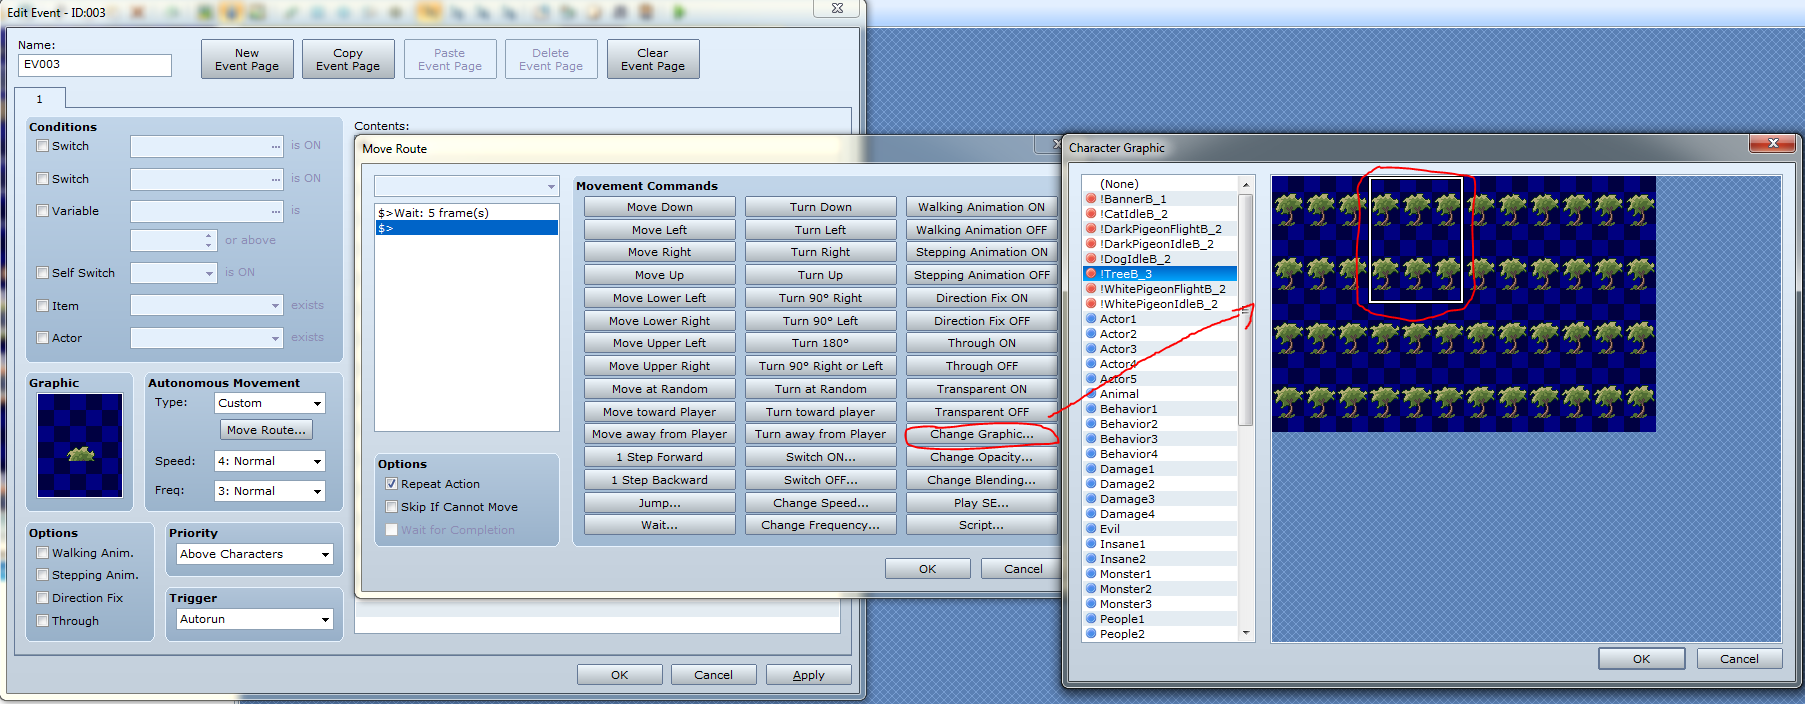 Edit Event - ID:003
Name:
EV003
New
Event Page
Copy
Event Page
Paste
Event Page
Delete
Event Page
Clear
Event Page
1
Conditions
Switch ... is ON
Switch ... is ON
Variable ... is
or above
Self Switch is ON
Item exists
Actor exists
Graphic
Autonomous Movement
Type: Custom
Move Route...
Speed: 4: Normal
Freq: 3: Normal
Options
Walking Anim.
Stepping Anim.
Direction Fix
Through
Priority
Above Characters
Trigger
Autorun
Contents:
OK
Cancel
Apply
Move Route
$>Wait: 5 frame(s)
$>
Options
Repeat Action
Skip If Cannot Move
Wait for Completion
Movement Commands
Move Down
Turn Down
Walking Animation ON
Move Left
Turn Left
Walking Animation OFF
Move Right
Turn Right
Stepping Animation ON
Move Up
Turn Up
Stepping Animation OFF
Move Lower Left
Turn 90° Right
Direction Fix ON
Move Lower Right
Turn 90° Left
Direction Fix OFF
Move Upper Left
Turn 180°
Through ON
Move Upper Right
Turn 90° Right or Left
Through OFF
Move at Random
Turn at Random
Transparent ON
Move toward Player
Turn toward player
Transparent OFF
Move away from Player
Turn away from Player
Change Graphic...
1 Step Forward
Switch ON...
Change Opacity...
1 Step Backward
Switch OFF...
Change Blending...
Jump...
Change Speed...
Play SE...
Wait...
Change Frequency...
Script...
OK
Cancel
Character Graphic
(None)
!BannerB_1
!CatIdleB_2
!DarkPigeonFlightB_2
!DarkPigeonIdleB_2
!DogIdleB_2
!TreeB_3
!WhitePigeonFlightB_2
!WhitePigeonIdleB_2
Actor1
Actor2
Actor3
Actor4
Actor5
Animal
Behavior1
Behavior2
Behavior3
Behavior4
Damage1
Damage2
Damage3
Damage4
Evil
Insane1
Insane2
Monster1
Monster2
Monster3
People1
People2
OK
Cancel